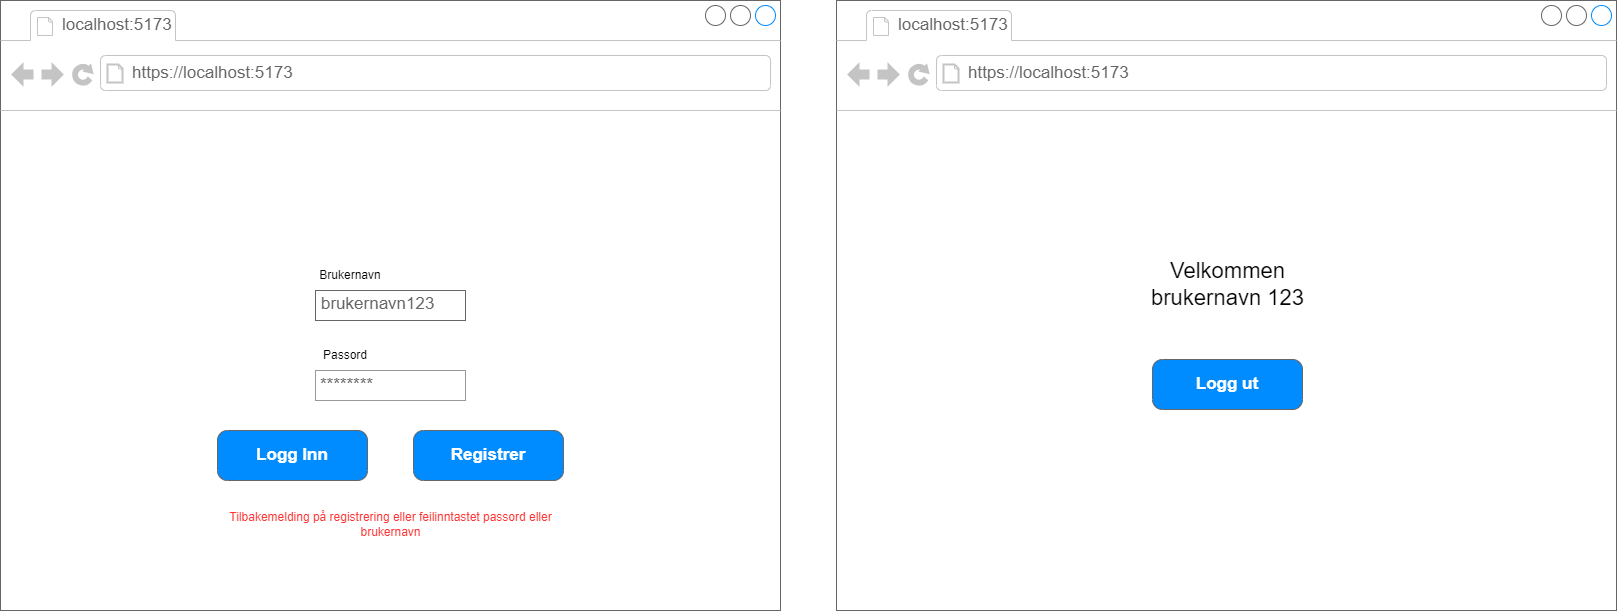 localhost:5173
https://localhost:5173
Brukernavn
brukernavn123
Passord
********
Logg Inn
Registrer
Tilbakemelding på registrering eller feilinntastet passord eller
brukernavn
localhost:5173
https://localhost:5173
Velkommen
brukernavn 123
Logg ut